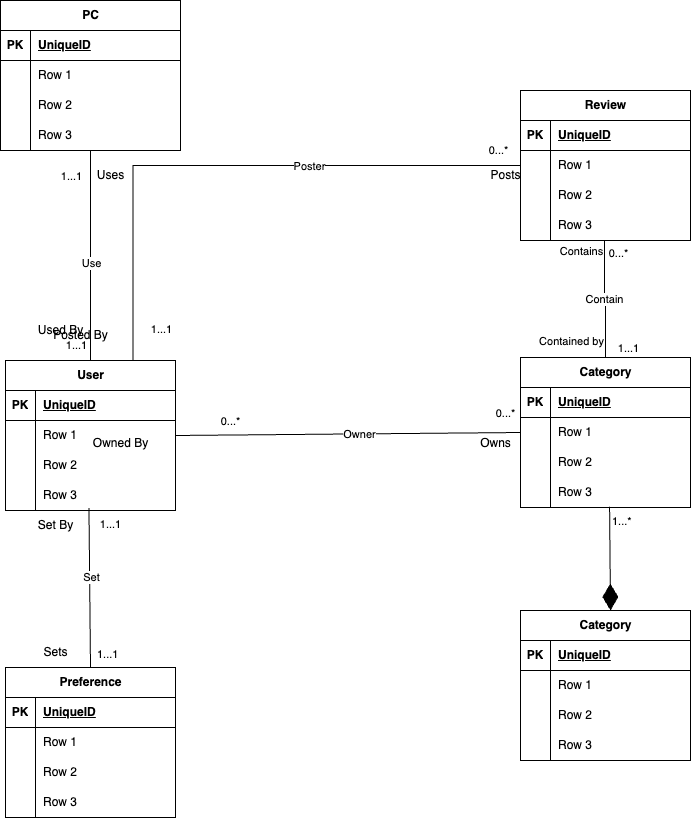 PC
PK UniqueID
Row 1
Row 2
Row 3
Review
PK UniqueID
Row 1
Row 2
Row 3
0...*
Poster
Posts
1...1 Uses
Contains 0...*
Use
Contain
Used By
Posted By
1...1
1...1
Contained by
1...1
User
PK UniqueID
Row 1
Row 2
Row 3
Category
PK UniqueID
Row 1
Row 2
Row 3
0...*
0...*
Owned By
Owner
Owns
Set By 1...1
1...*
Set
Sets 1...1
Category
PK UniqueID
Row 1
Row 2
Row 3
Preference
PK UniqueID
Row 1
Row 2
Row 3